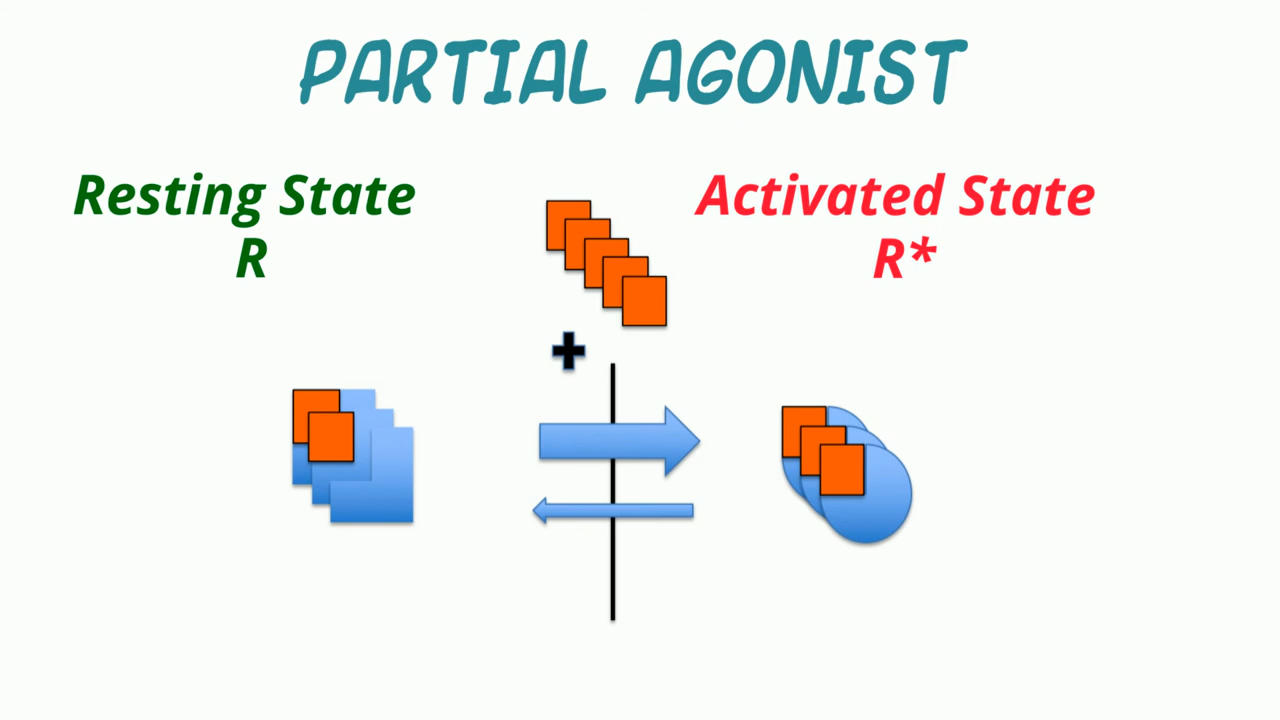 PARTIAL AGONIST
Resting State
R
Activated State
R*
+